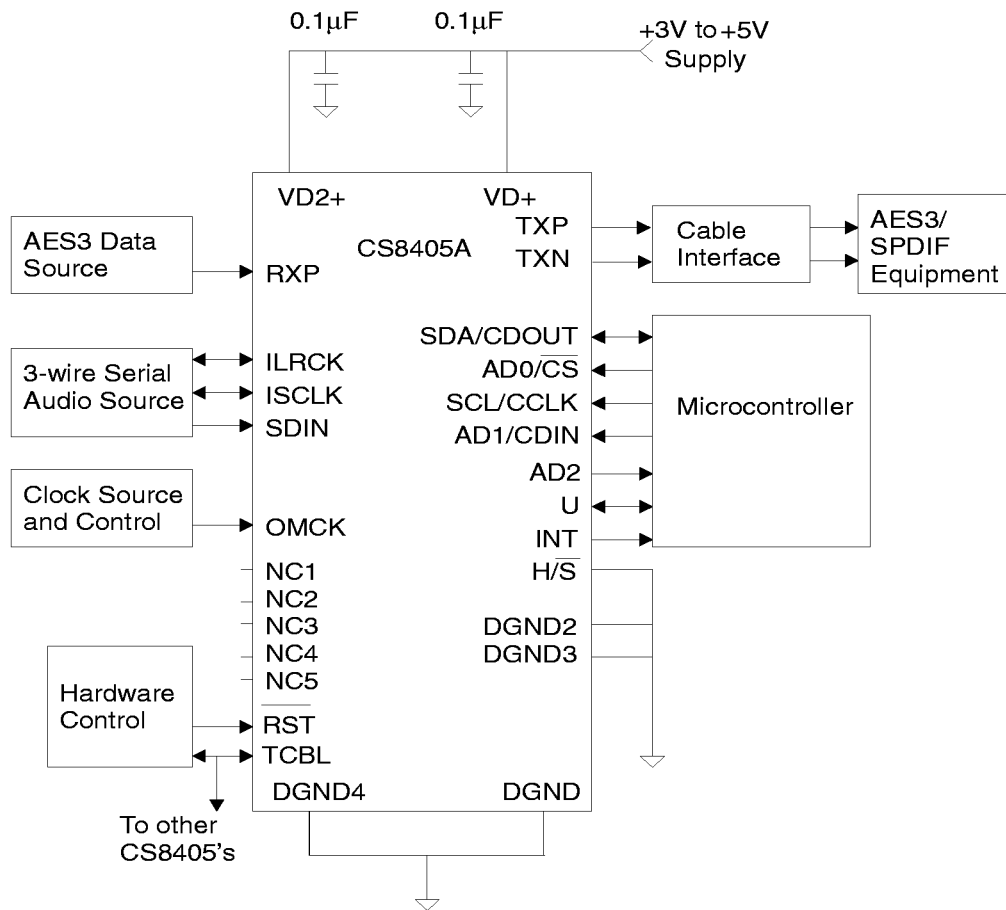 0.1μF
0.1μF
+3V to +5V
Supply
VD2+
VD+
CS8405A
AES3 Data
Source
RXP
TXP
TXN
Cable
Interface
AES3/
SPDIF
Equipment
3-wire Serial
Audio Source
ILRCK
ISCLK
SDIN
SDA/CDOUT
AD0/C̅S̅
SCL/CCLK
AD1/CDIN
AD2
U
INT
Microcontroller
Clock Source
and Control
OMCK
NC1
NC2
NC3
NC4
NC5
H/S̅
DGND2
DGND3
Hardware
Control
R̅S̅T̅
TCBL
DGND4
DGND
To other
CS8405's